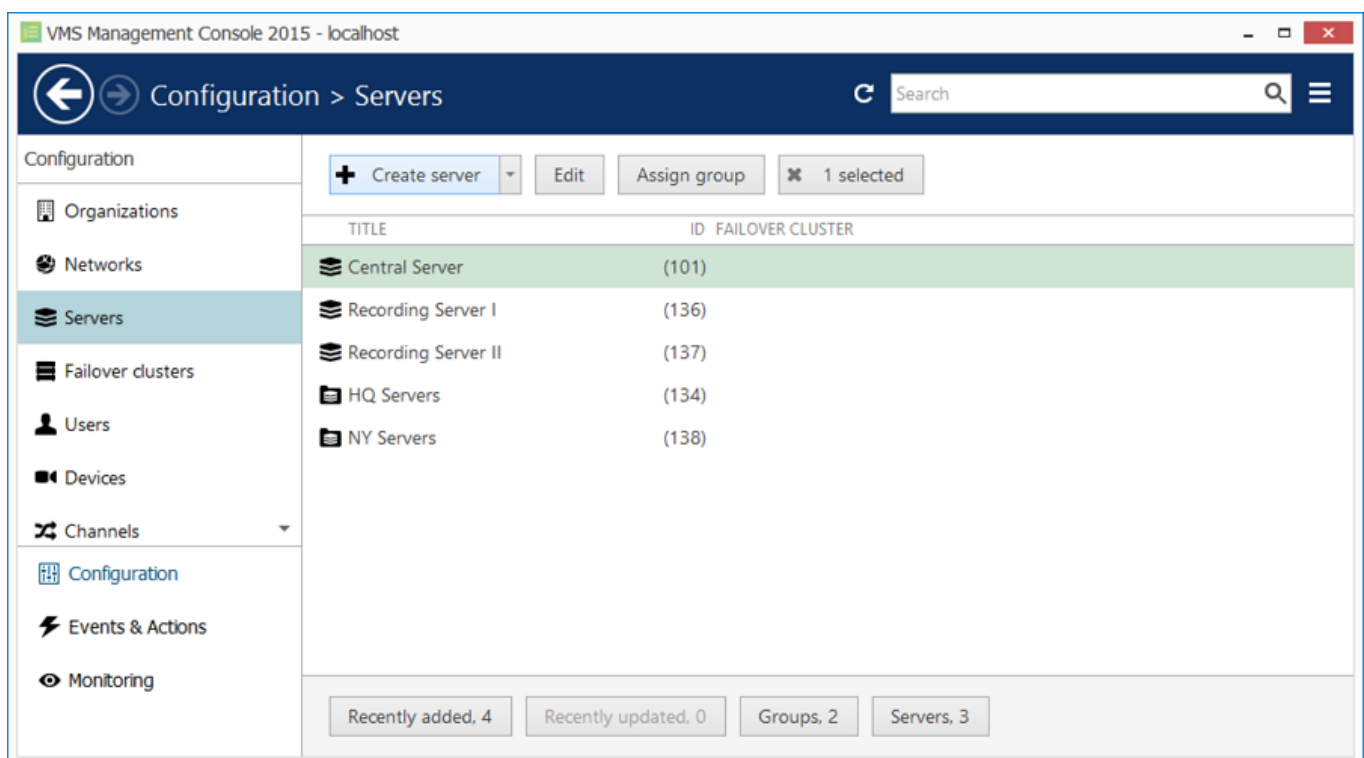 VMS Management Console 2015 - localhost
Configuration > Servers
Search
Configuration
Organizations
Networks
Servers
Failover clusters
Users
Devices
Channels
Configuration
Events & Actions
Monitoring
Create server
Edit
Assign group
1 selected
TITLE ID FAILOVER CLUSTER
Central Server (101)
Recording Server I (136)
Recording Server II (137)
HQ Servers (134)
NY Servers (138)
Recently added, 4
Recently updated, 0
Groups, 2
Servers, 3